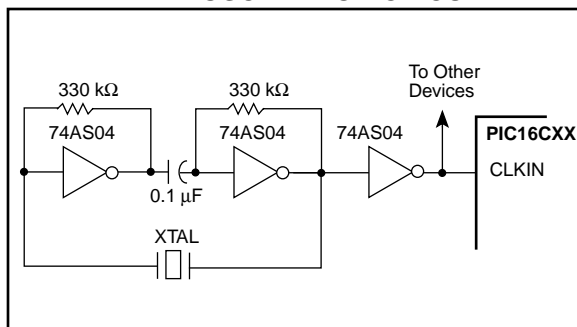 330 kΩ
330 kΩ
To Other
Devices
74AS04
74AS04
74AS04
PIC16CXX
CLKIN
0.1 µF
XTAL